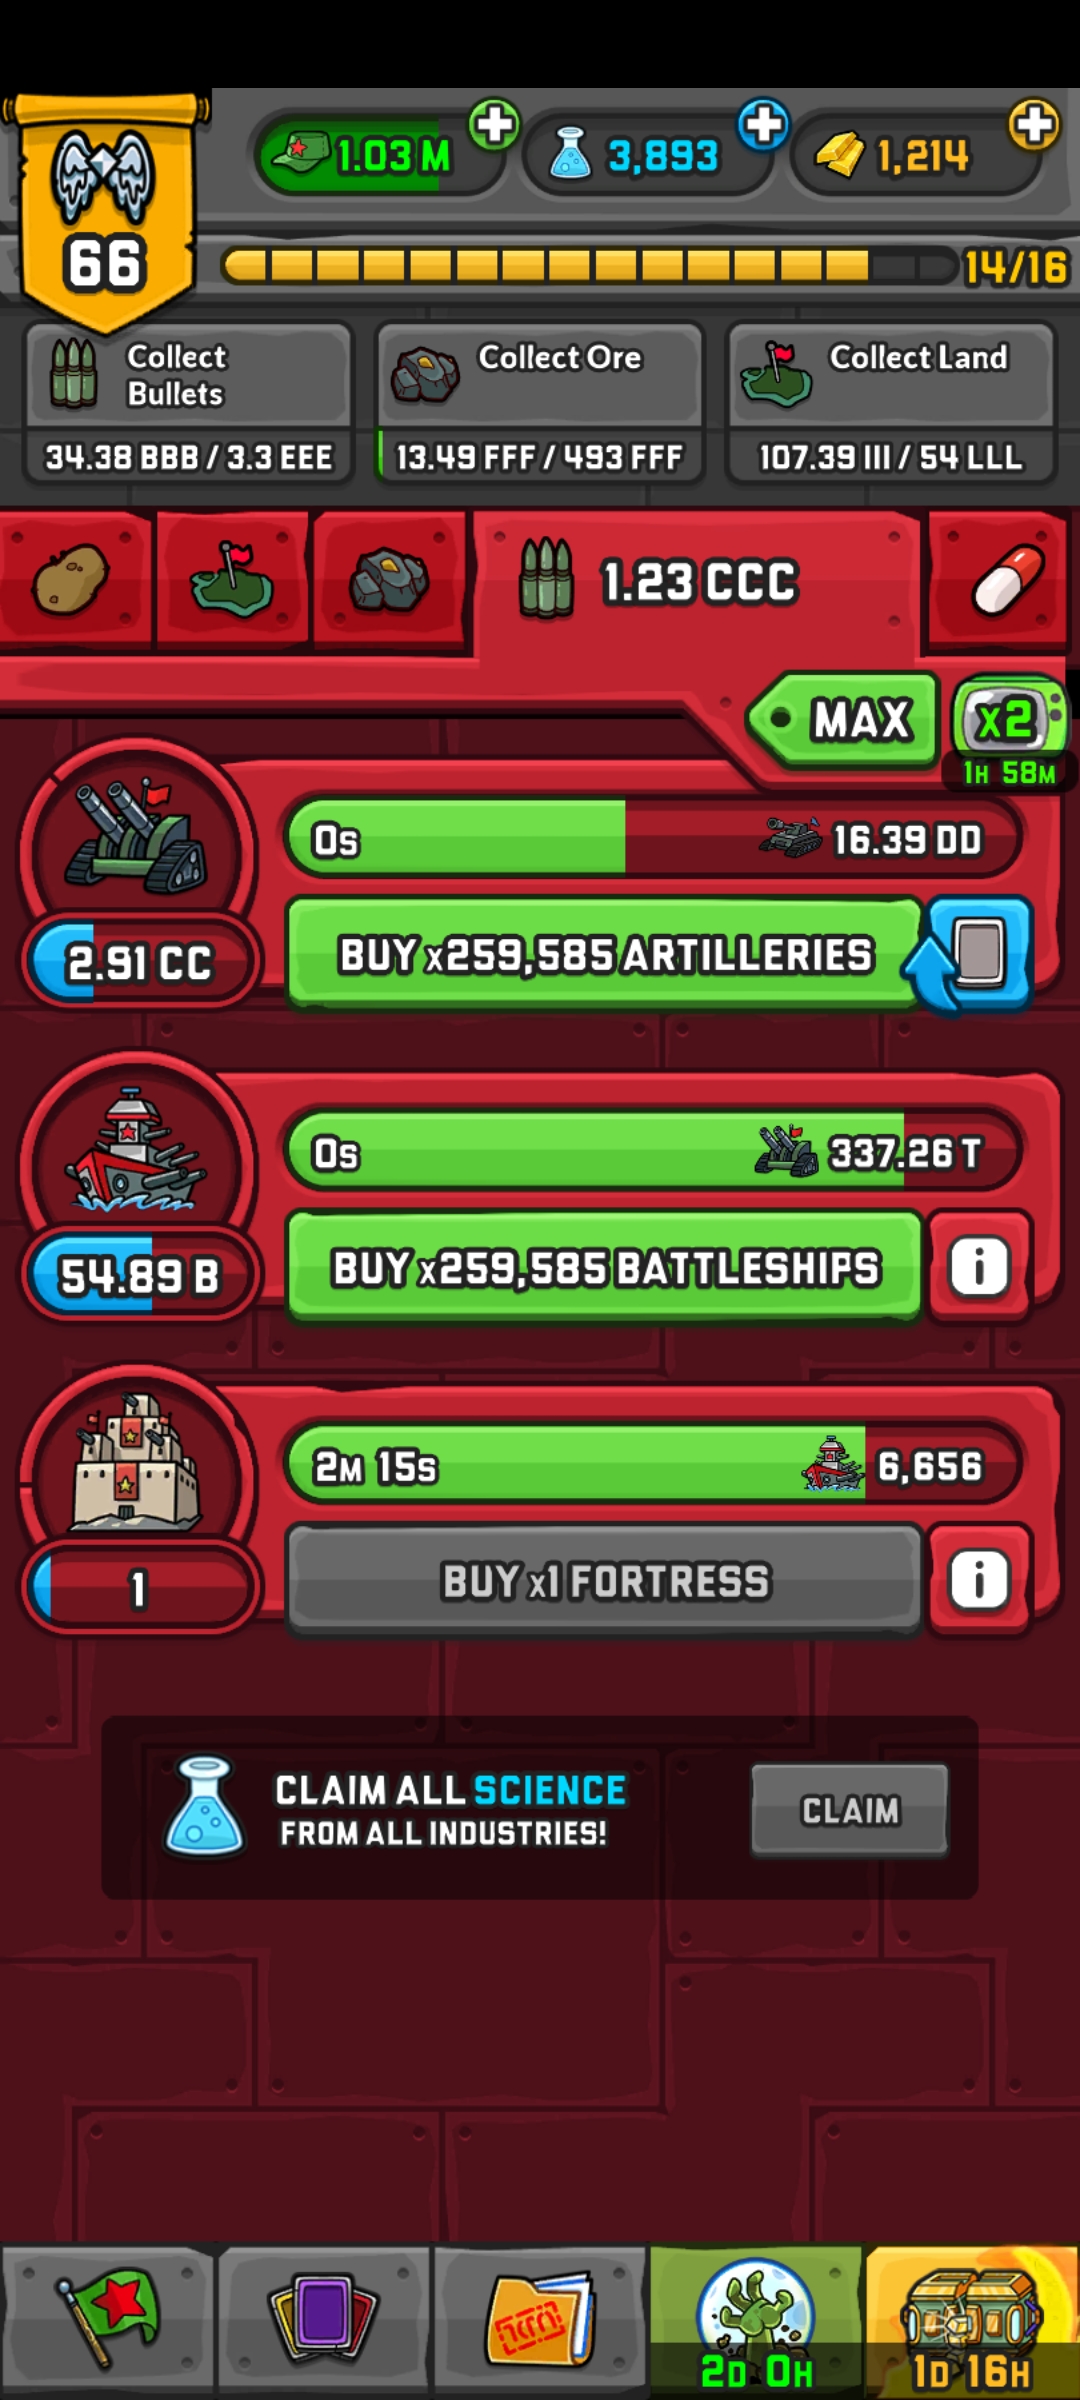 1.03 M
3,893
1,214
66
14/16
Collect
Bullets
Collect Ore
Collect Land
34.38 BBB / 3.3 EEE
13.49 FFF / 493 FFF
107.39 III / 54 LLL
1.23 CCC
MAX
x2
1H 58M
0s
16.39 DD
2.91 CC
BUY x259,585 ARTILLERIES
0s
337.26 T
54.89 B
BUY x259,585 BATTLESHIPS
i
2M 15s
6,656
1
BUY x1 FORTRESS
i
CLAIM ALL SCIENCE
FROM ALL INDUSTRIES!
CLAIM
2D 0H
1D 16H